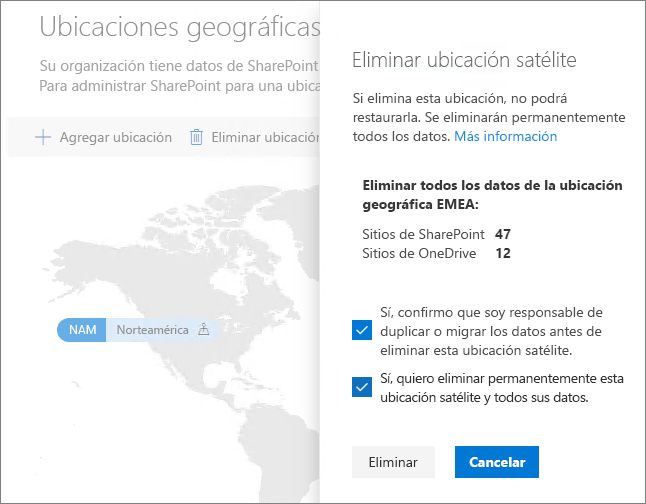 Ubicaciones geográficas
Su organización tiene datos de SharePoint
Para administrar SharePoint para una ubica
Agregar ubicación
Eliminar ubicación
NAM
Norteamérica
Eliminar ubicación satélite
Si elimina esta ubicación, no podrá
restaurarla. Se eliminarán permanentemente
todos los datos. Más información
Eliminar todos los datos de la ubicación
geográfica EMEA:
Sitios de SharePoint 47
Sitios de OneDrive 12
Sí, confirmo que soy responsable de
duplicar o migrar los datos antes de
eliminar esta ubicación satélite.
Sí, quiero eliminar permanentemente esta
ubicación satélite y todos sus datos.
Eliminar
Cancelar